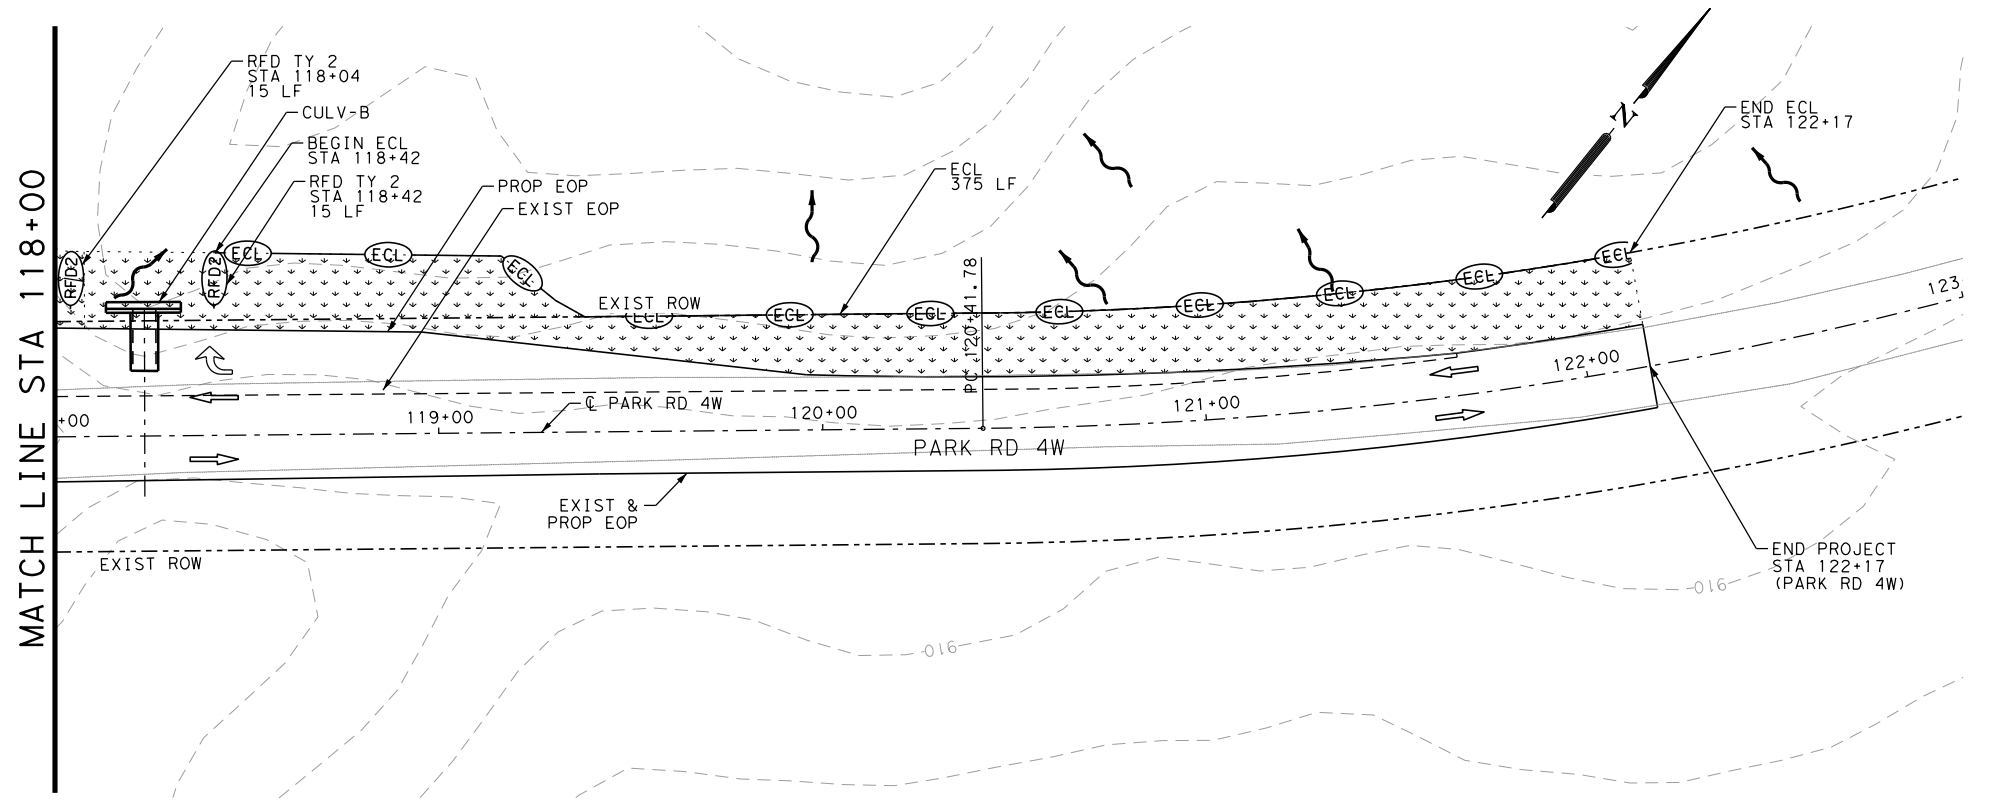 MATCH LINE STA 118+00
RFD TY 2
STA 118+04
15 LF
CULV-B
BEGIN ECL
STA 118+42
RFD TY 2
STA 118+42
15 LF
PROP EOP
EXIST EOP
ECL
375 LF
N
END ECL
STA 122+17
RFD2
RFD2
ECL
ECL
ECL
EXIST ROW
ECL
ECL
ECL
ECL
ECL
ECL
ECL
ECL
PC 120+41.78
123
122+00
121+00
120+00
119+00
+00
℄ PARK RD 4W
PARK RD 4W
EXIST &
PROP EOP
EXIST ROW
END PROJECT
STA 122+17
(PARK RD 4W)
910
910